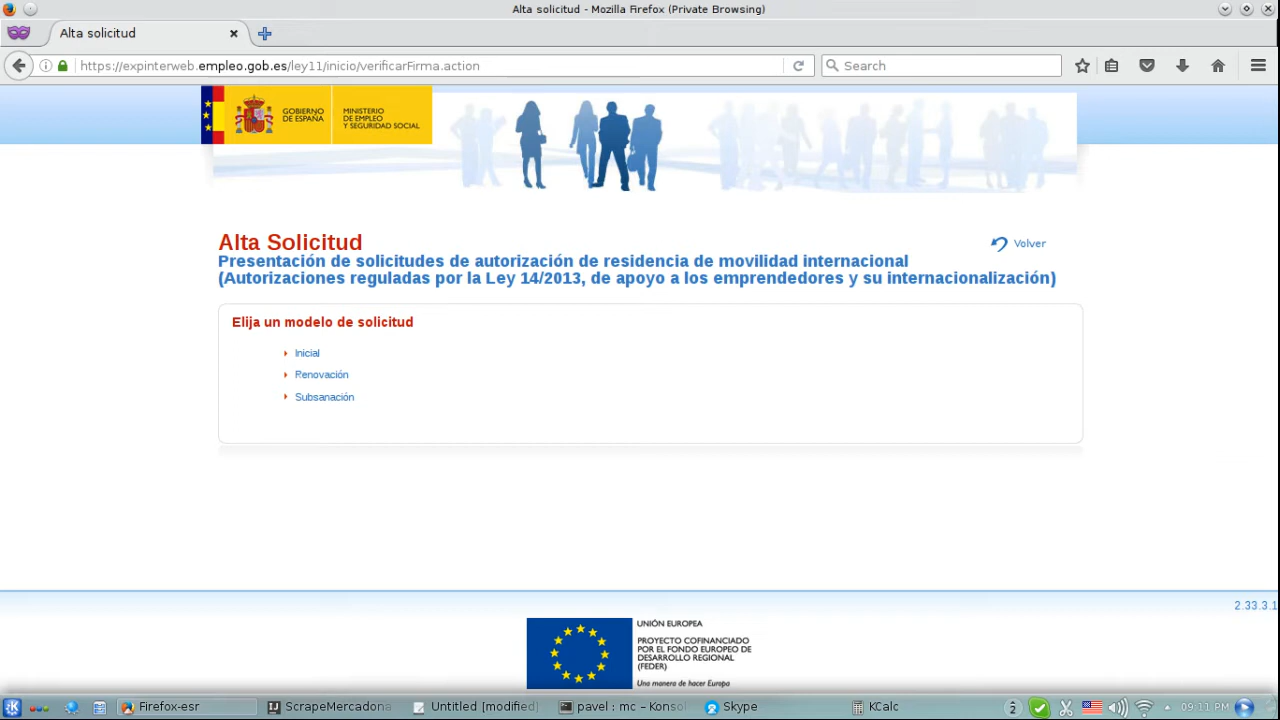 Alta solicitud - Mozilla Firefox (Private Browsing)
Alta solicitud
https://expinterweb.empleo.gob.es/ley11/inicio/verificarFirma.action
Search
GOBIERNO
DE ESPAÑA
MINISTERIO
DE EMPLEO
Y SEGURIDAD SOCIAL
Alta Solicitud
Volver
Presentación de solicitudes de autorización de residencia de movilidad internacional
(Autorizaciones reguladas por la Ley 14/2013, de apoyo a los emprendedores y su internacionalización)
Elija un modelo de solicitud
Inicial
Renovación
Subsanación
2.33.3.1
UNIÓN EUROPEA
PROYECTO COFINANCIADO
POR EL FONDO EUROPEO DE
DESARROLLO REGIONAL
(FEDER)
Una manera de hacer Europa
Firefox-esr
ScrapeMercadona
Untitled [modified]
pavel : mc – Konsol
Skype
KCalc
2
09:11 PM